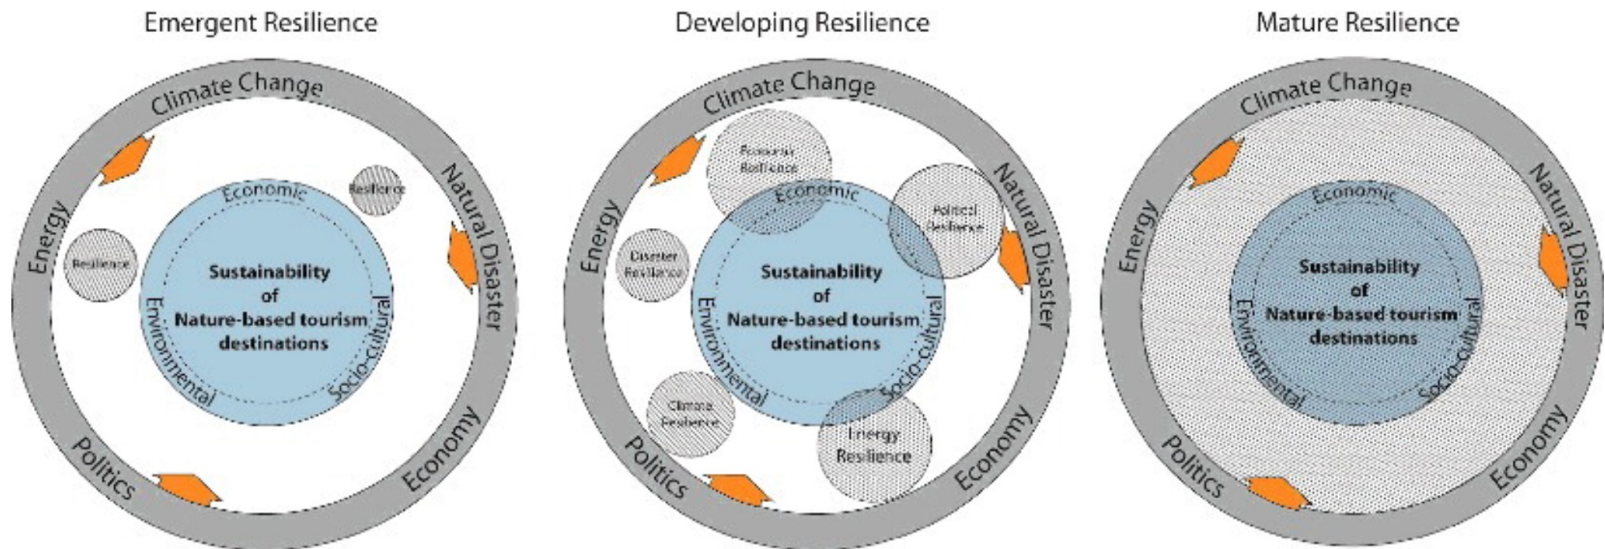 Emergent Resilience
Climate Change
Natural Disaster
Economy
Politics
Energy
Resilience
Resilience
Economic
Socio-cultural
Environmental
Sustainability
of
Nature-based tourism
destinations
Developing Resilience
Climate Change
Natural Disaster
Economy
Politics
Energy
Economic
Resilience
Political
Resilience
Disaster
Resilience
Climate
Resilience
Energy
Resilience
Economic
Socio-cultural
Environmental
Sustainability
of
Nature-based tourism
destinations
Mature Resilience
Climate Change
Natural Disaster
Economy
Politics
Energy
Economic
Socio-cultural
Environmental
Sustainability
of
Nature-based tourism
destinations